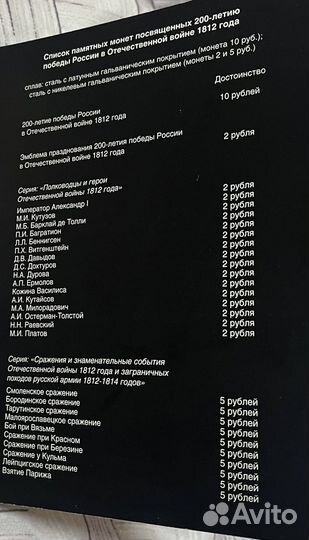 Список памятных монет посвященных 200-летию
победы России в Отечественной войне 1812 года
сплав: сталь с латунным гальваническим покрытием (монета 10 руб.);
сталь с никелевым гальваническим покрытием (монеты 2 и 5 руб.)
Достоинство
200-летие победы России
в Отечественной войне 1812 года 10 рублей
Эмблема празднования 200-летия победы России
в Отечественной войне 1812 года 2 рубля
Серия: «Полководцы и герои
Отечественной войны 1812 года»
Император Александр I 2 рубля
М.И. Кутузов 2 рубля
М.Б. Барклай де Толли 2 рубля
П.И. Багратион 2 рубля
Л.Л. Беннигсен 2 рубля
П.Х. Витгенштейн 2 рубля
Д.В. Давыдов 2 рубля
Д.С. Дохтуров 2 рубля
Н.А. Дурова 2 рубля
А.П. Ермолов 2 рубля
Кожина Василиса 2 рубля
А.И. Кутайсов 2 рубля
М.А. Милорадович 2 рубля
А.И. Остерман-Толстой 2 рубля
Н.Н. Раевский 2 рубля
М.И. Платов 2 рубля
Серия: «Сражения и знаменательные события
Отечественной войны 1812 года и заграничных
походов русской армии 1812-1814 годов»
Смоленское сражение 5 рублей
Бородинское сражение 5 рублей
Тарутинское сражение 5 рублей
Малоярославецкое сражение 5 рублей
Бой при Вязьме 5 рублей
Сражение при Красном 5 рублей
Сражение при Березине 5 рублей
Сражение у Кульма 5 рублей
Лейпцигское сражение 5 рублей
Взятие Парижа 5 рублей
Avito